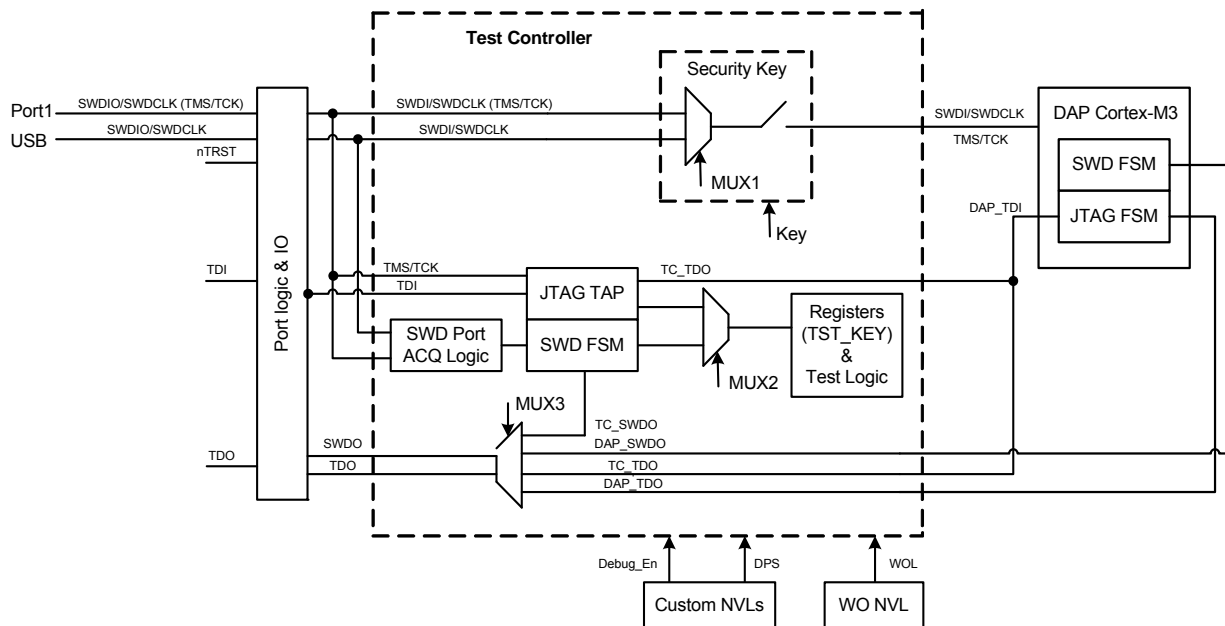 Test Controller
Security Key
Port1
SWDIO/SWDCLK (TMS/TCK)
SWDI/SWDCLK (TMS/TCK)
SWDI/SWDCLK
DAP Cortex-M3
USB
SWDIO/SWDCLK
SWDI/SWDCLK
TMS/TCK
nTRST
MUX1
SWD FSM
Key
DAP_TDI
JTAG FSM
Port logic & IO
TDI
TMS/TCK
TC_TDO
TDI
JTAG TAP
Registers
(TST_KEY)
&
Test Logic
SWD Port
ACQ Logic
SWD FSM
MUX2
MUX3
TC_SWDO
SWDO
DAP_SWDO
TDO
TDO
TC_TDO
DAP_TDO
Debug_En
DPS
WOL
Custom NVLs
WO NVL